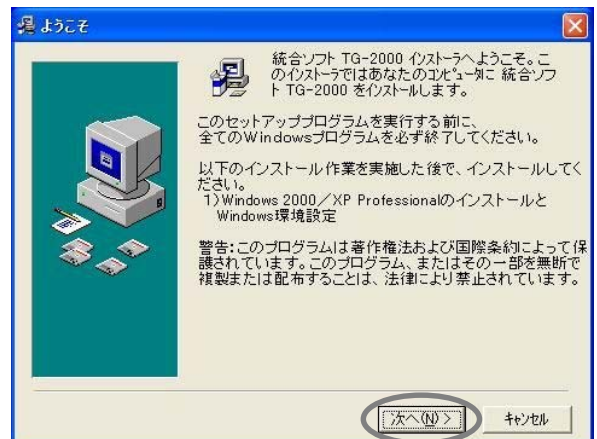 ようこそ
統合ソフト TG-2000 インストーラへようこそ。こ
のインストーラではあなたのコンピュータに 統合ソフ
ト TG-2000 をインストールします。
このセットアッププログラムを実行する前に、
全てのWindowsプログラムを必ず終了してください。
以下のインストール作業を実施した後で、インストールしてく
ださい。
1)Windows 2000／XP Professionalのインストールと
Windows環境設定
警告:このプログラムは著作権法および国際条約によって保
護されています。このプログラム、またはその一部を無断で
複製または配布することは、法律により禁止されています。
次へ(N) >
キャンセル